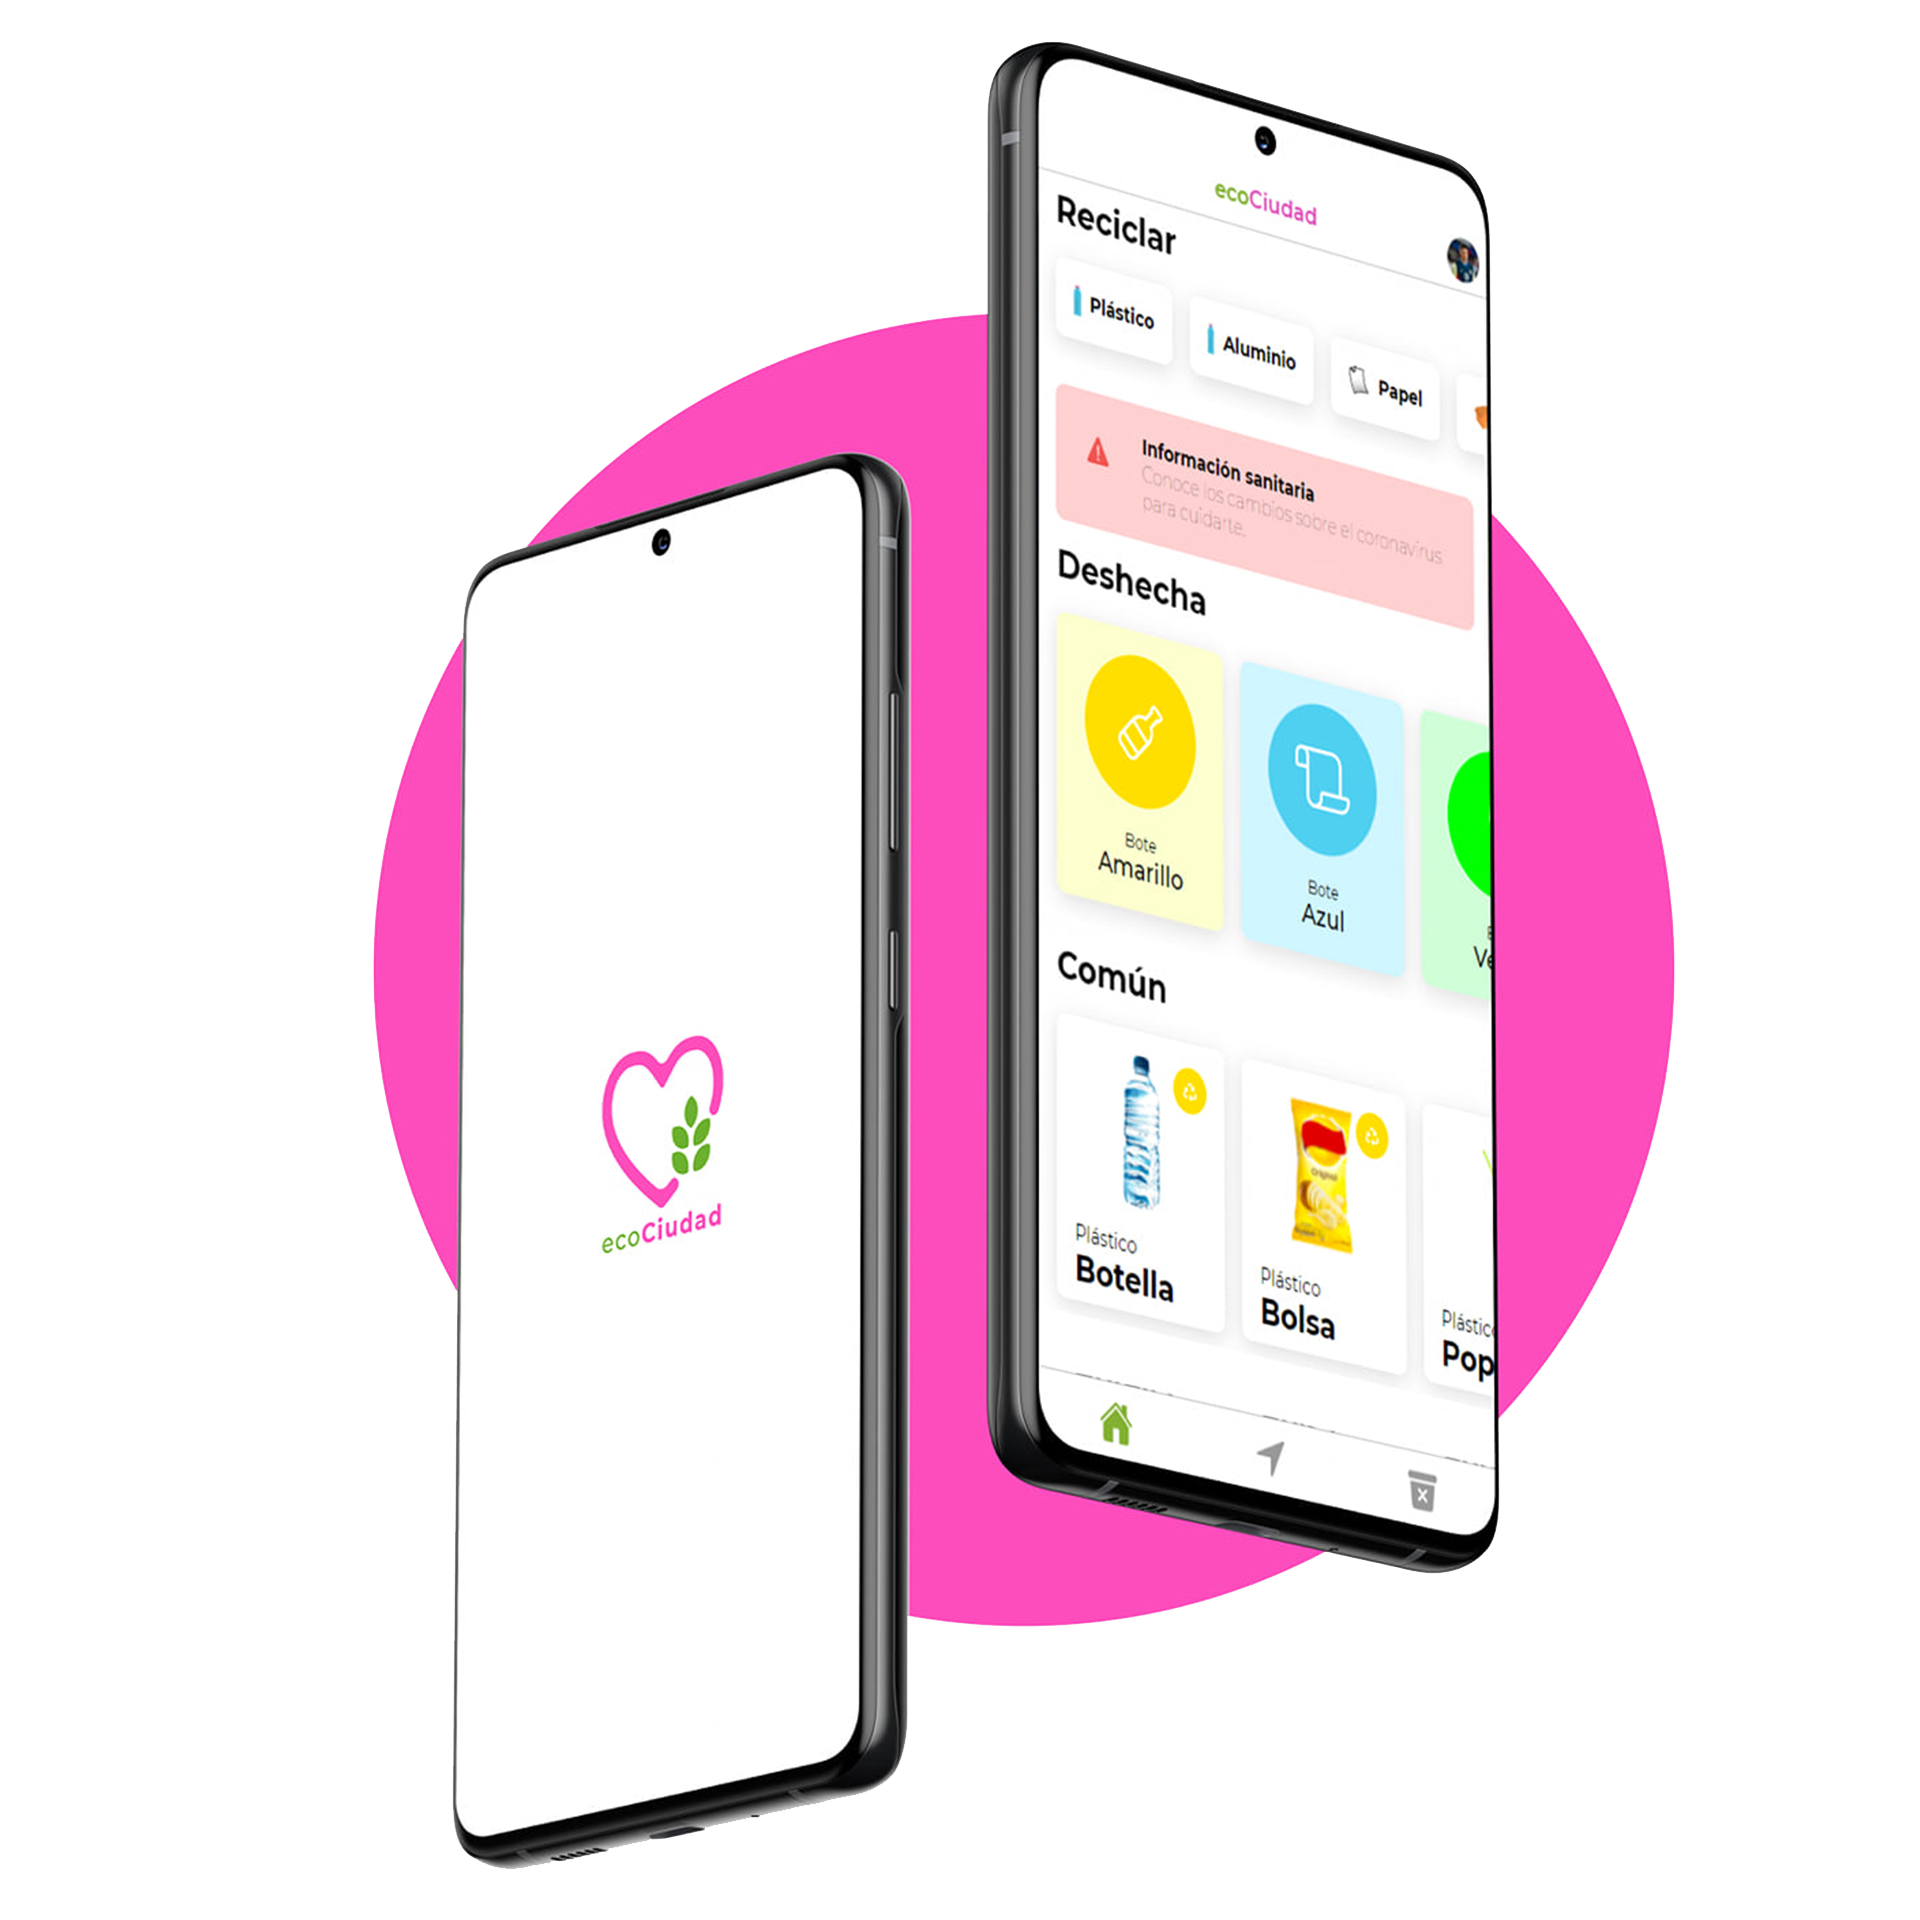 ecoCiudad
ecoCiudad
Reciclar
Plástico
Aluminio
Papel
Información sanitaria
Conoce los cambios sobre el coronavirus
para cuidarte.
Deshecha
Bote
Amarillo
Bote
Azul
Común
Original
Plástico
Botella
Plástico
Bolsa
Plástic
Pop